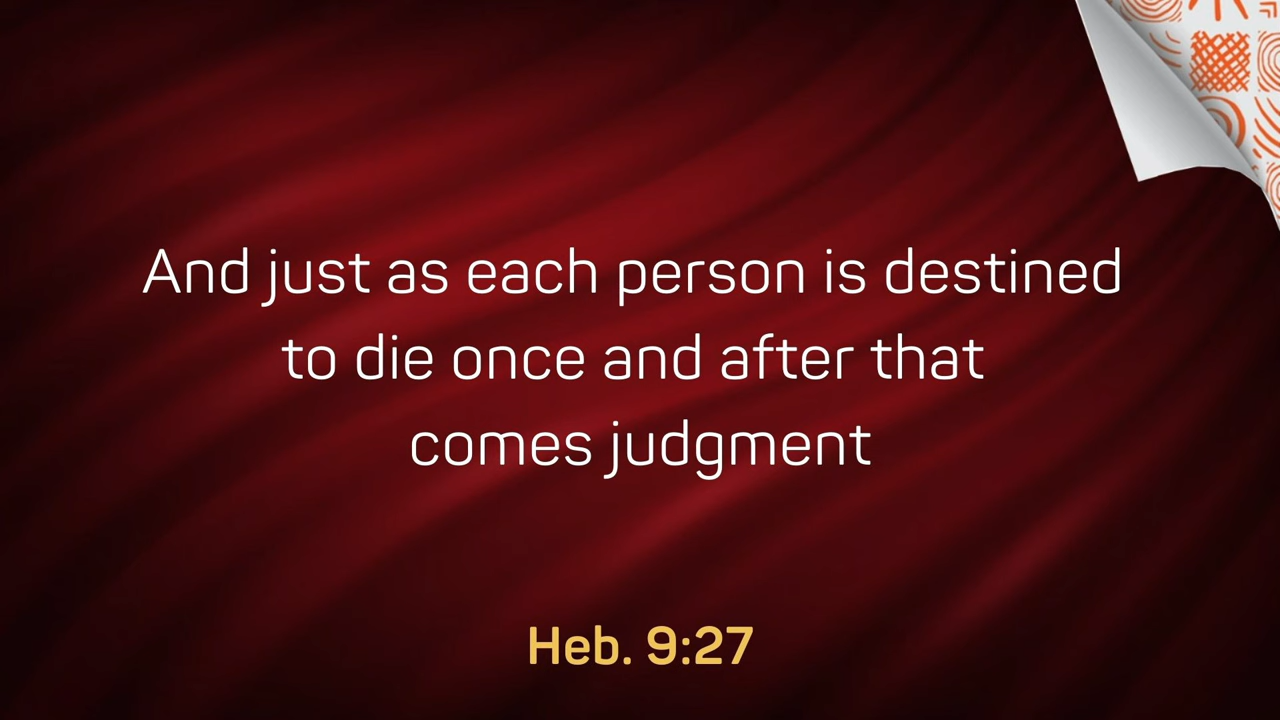 And just as each person is destined
to die once and after that
comes judgment
Heb. 9:27